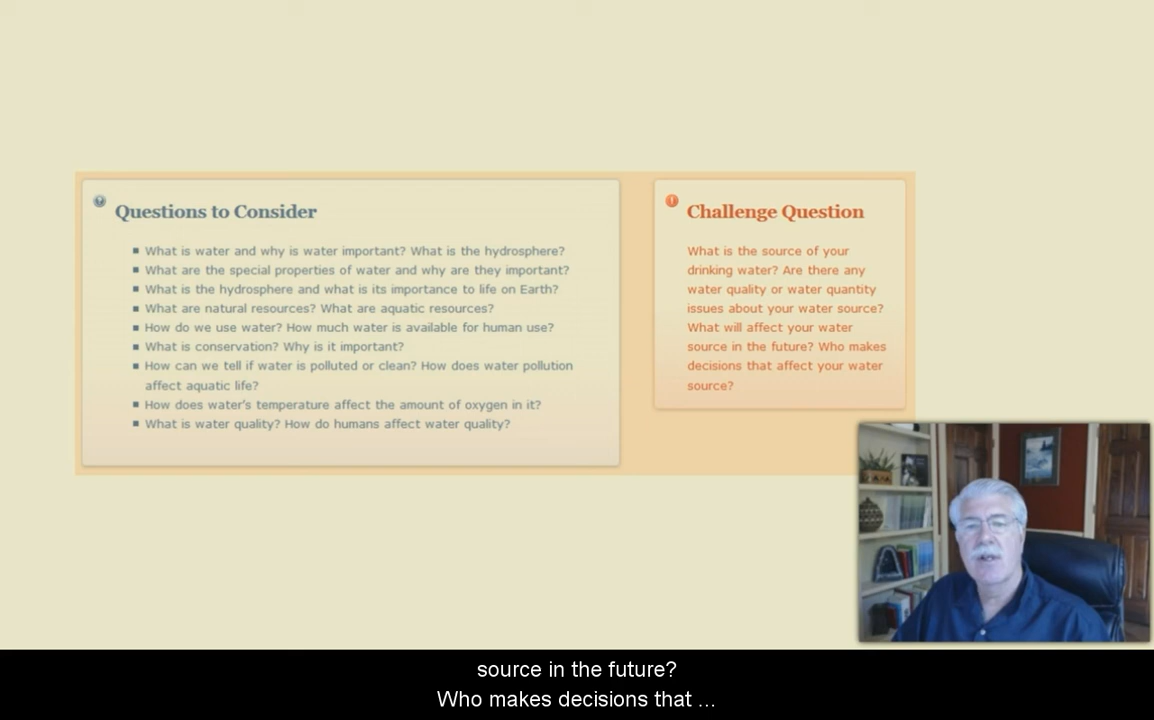 Questions to Consider
What is water and why is water important? What is the hydrosphere?
What are the special properties of water and why are they important?
What is the hydrosphere and what is its importance to life on Earth?
What are natural resources? What are aquatic resources?
How do we use water? How much water is available for human use?
What is conservation? Why is it important?
How can we tell if water is polluted or clean? How does water pollution
affect aquatic life?
How does water’s temperature affect the amount of oxygen in it?
What is water quality? How do humans affect water quality?
Challenge Question
What is the source of your
drinking water? Are there any
water quality or water quantity
issues about your water source?
What will affect your water
source in the future? Who makes
decisions that affect your water
source?
source in the future?
Who makes decisions that ...